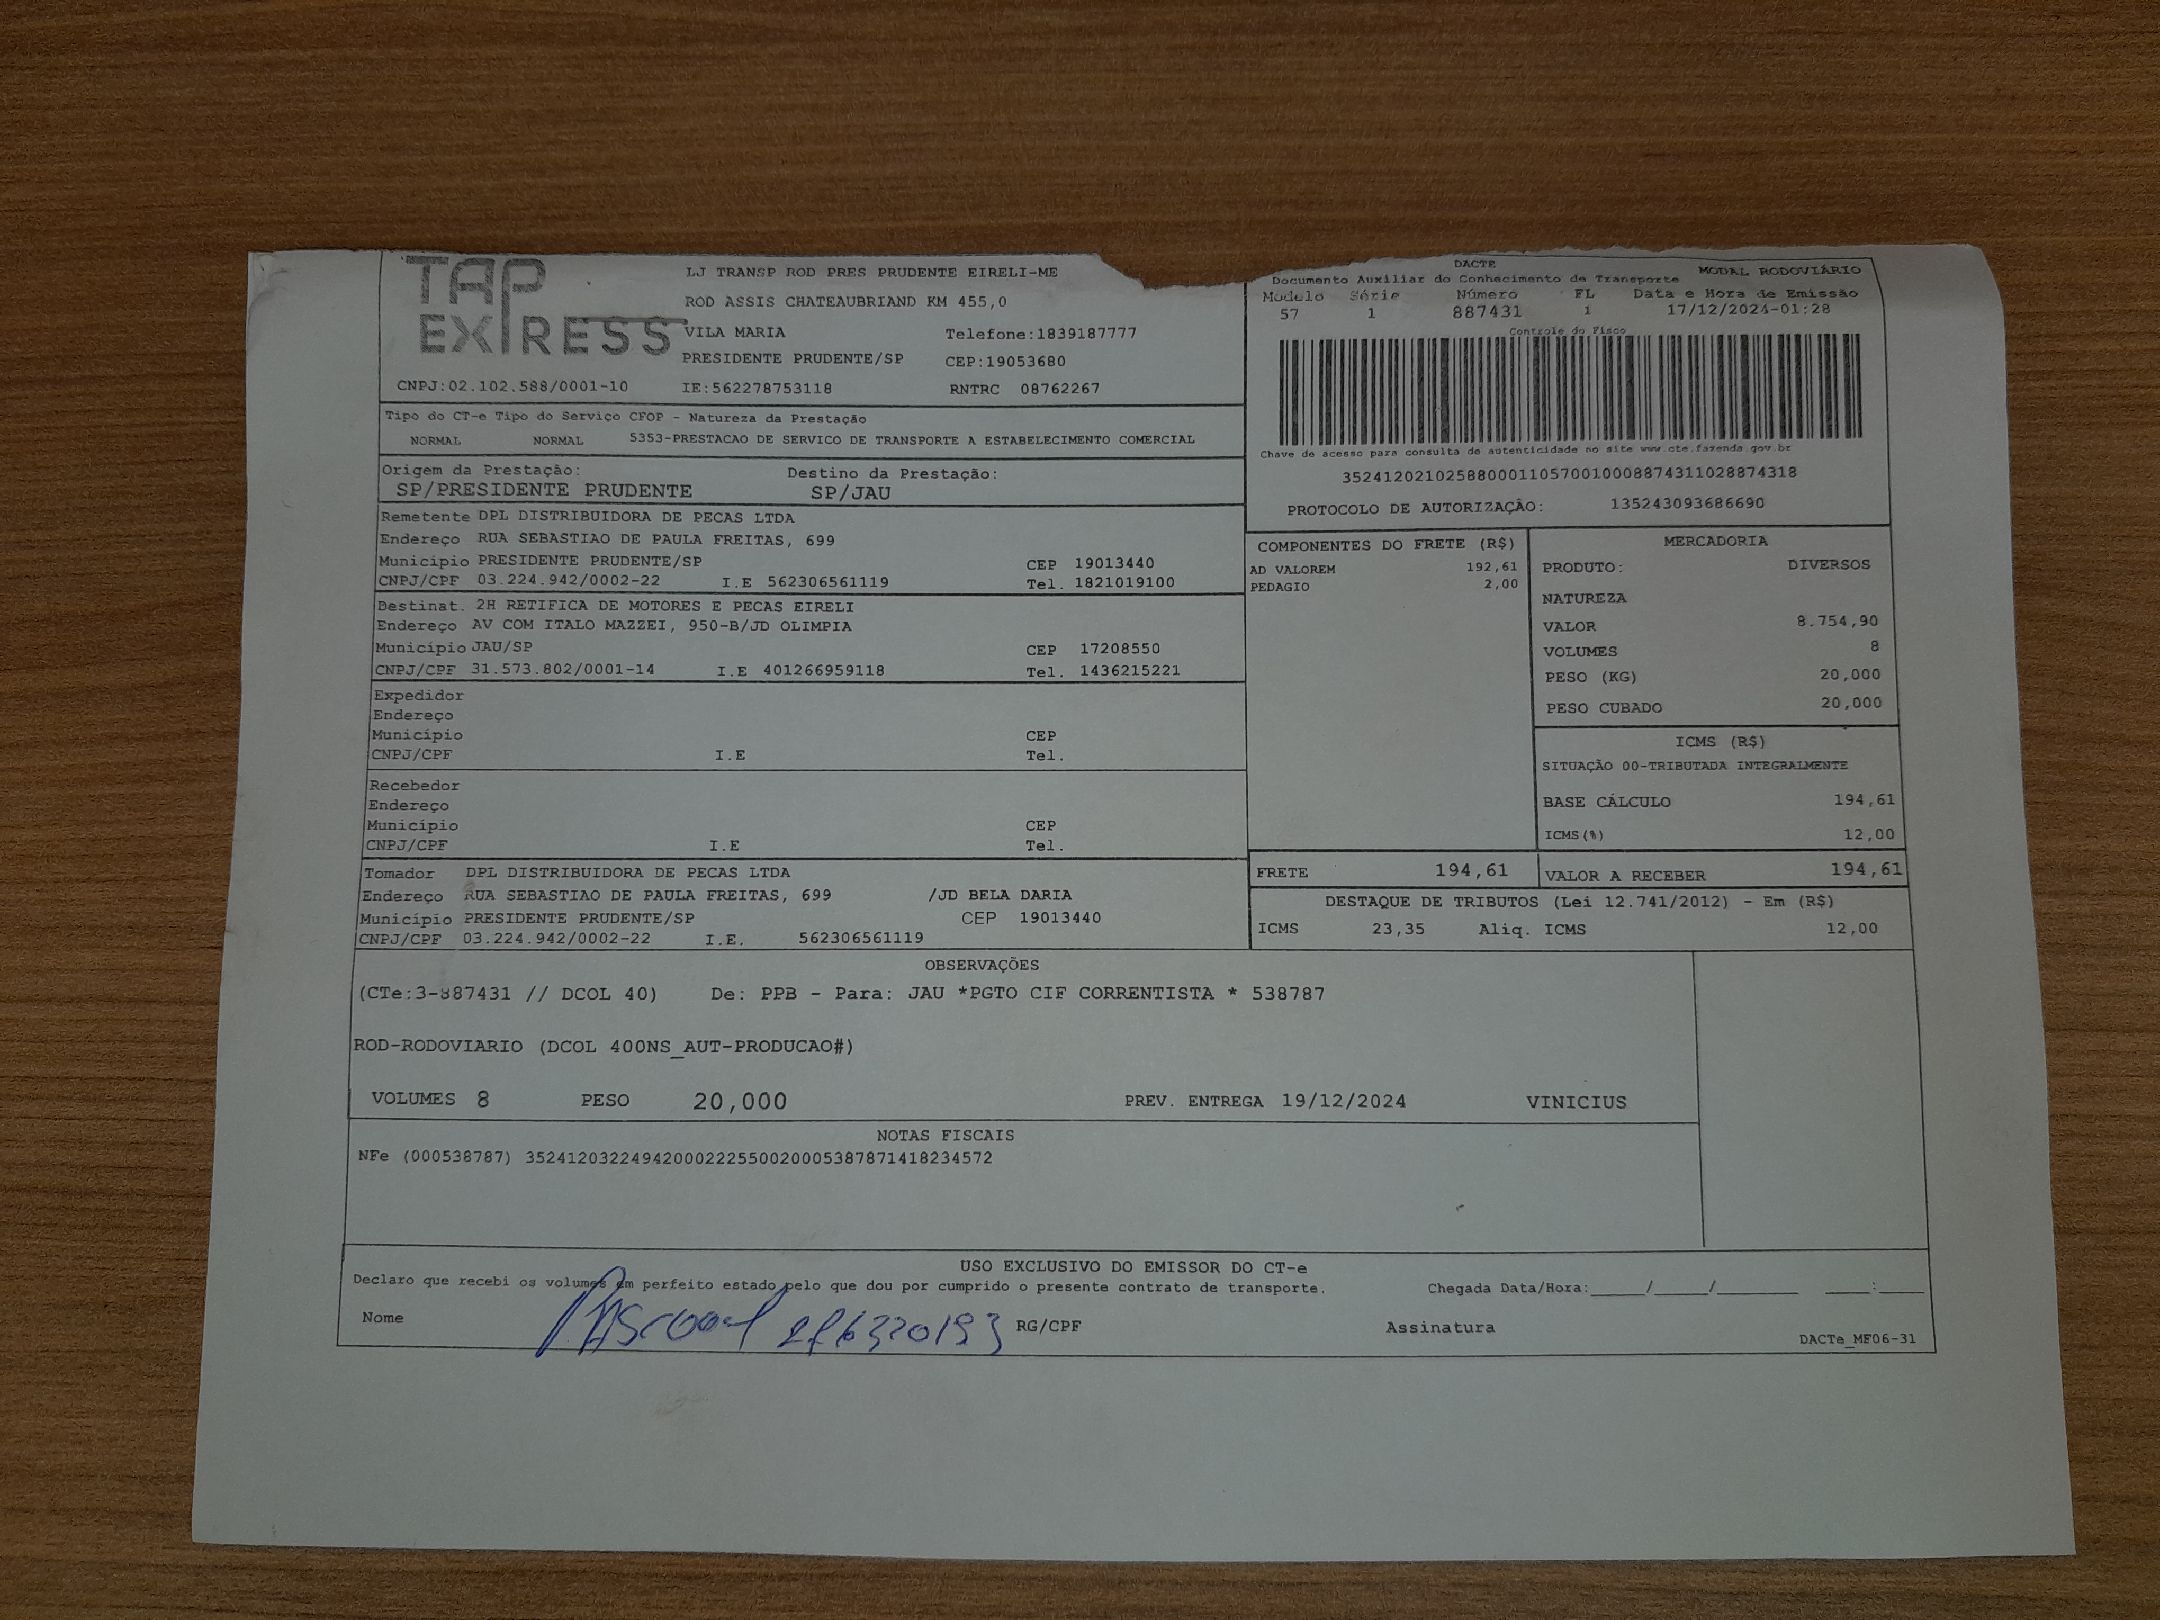 TAP
EXPRESS
LJ TRANSP ROD PRES PRUDENTE EIRELI-ME
ROD ASSIS CHATEAUBRIAND KM 455,0
VILA MARIA Telefone:1839187777
PRESIDENTE PRUDENTE/SP CEP:19053680
CNPJ:02.102.588/0001-10 IE:562278753118 RNTRC 08762267
DACTE
Documento Auxiliar do Conhecimento de Transporte MODAL RODOVIÁRIO
Modelo Série Número FL Data e Hora de Emissão
57 1 887431 1 17/12/2024-01:28
Controle do Fisco
Chave de acesso para consulta de autenticidade no site www.cte.fazenda.gov.br
35241202102588000110570010008874311028874318
PROTOCOLO DE AUTORIZAÇÃO: 135243093686690
Tipo do CT-e Tipo do Serviço CFOP - Natureza da Prestação
NORMAL NORMAL 5353-PRESTACAO DE SERVICO DE TRANSPORTE A ESTABELECIMENTO COMERCIAL
Origem da Prestação: Destino da Prestação:
SP/PRESIDENTE PRUDENTE SP/JAU
Remetente DPL DISTRIBUIDORA DE PECAS LTDA
Endereço RUA SEBASTIAO DE PAULA FREITAS, 699
Município PRESIDENTE PRUDENTE/SP CEP 19013440
CNPJ/CPF 03.224.942/0002-22 I.E 562306561119 Tel. 1821019100
Destinat. 2H RETIFICA DE MOTORES E PECAS EIRELI
Endereço AV COM ITALO MAZZEI, 950-B/JD OLIMPIA
Município JAU/SP CEP 17208550
CNPJ/CPF 31.573.802/0001-14 I.E 401266959118 Tel. 1436215221
Expedidor
Endereço
Município CEP
CNPJ/CPF I.E Tel.
Recebedor
Endereço
Município CEP
CNPJ/CPF I.E Tel.
Tomador DPL DISTRIBUIDORA DE PECAS LTDA
Endereço RUA SEBASTIAO DE PAULA FREITAS, 699 /JD BELA DARIA
Município PRESIDENTE PRUDENTE/SP CEP 19013440
CNPJ/CPF 03.224.942/0002-22 I.E. 562306561119
COMPONENTES DO FRETE (R$)
AD VALOREM 192,61
PEDAGIO 2,00
MERCADORIA
PRODUTO: DIVERSOS
NATUREZA
VALOR 8.754,90
VOLUMES 8
PESO (KG) 20,000
PESO CUBADO 20,000
ICMS (R$)
SITUAÇÃO 00-TRIBUTADA INTEGRALMENTE
BASE CÁLCULO 194,61
ICMS(%) 12,00
FRETE 194,61 VALOR A RECEBER 194,61
DESTAQUE DE TRIBUTOS (Lei 12.741/2012) - Em (R$)
ICMS 23,35 Aliq. ICMS 12,00
OBSERVAÇÕES
(CTe:3-887431 // DCOL 40) De: PPB - Para: JAU *PGTO CIF CORRENTISTA * 538787
ROD-RODOVIARIO (DCOL 400NS_AUT-PRODUCAO#)
VOLUMES 8 PESO 20,000 PREV. ENTREGA 19/12/2024 VINICIUS
NOTAS FISCAIS
NFe (000538787) 35241203224942000222550020005387871418234572
USO EXCLUSIVO DO EMISSOR DO CT-e
Declaro que recebi os volumes em perfeito estado pelo que dou por cumprido o presente contrato de transporte. Chegada Data/Hora:_____/_____/_______ ____:____
Nome RG/CPF Assinatura
DACTe_MF06-31